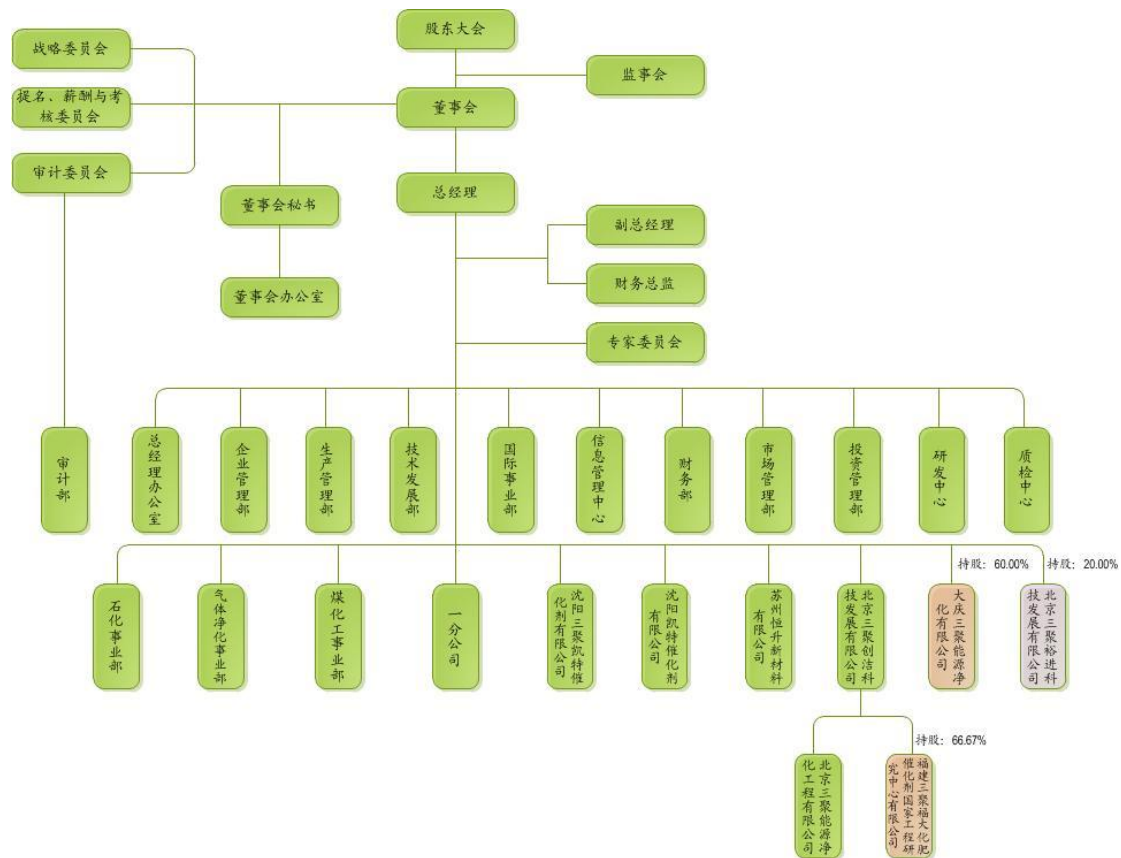 股东大会
战略委员会
监事会
提名、薪酬与考
核委员会
董事会
审计委员会
总经理
董事会秘书
副总经理
财务总监
董事会办公室
专家委员会
审计部
总经理办公室
企业管理部
生产管理部
技术发展部
国际事业部
信息管理中心
财务部
市场管理部
投资管理部
研发中心
质检中心
持股：60.00%
持股：20.00%
石化事业部
气体净化事业部
煤化工事业部
一分公司
沈阳三聚凯特催
化剂有限公司
沈阳凯特催化剂
有限公司
苏州恒升新材料
有限公司
北京三聚创洁科
技发展有限公司
大庆三聚能源净
化有限公司
北京三聚裕进科
技发展有限公司
持股：66.67%
北京三聚能源净
化工程有限公司
福建三聚福大化肥
催化剂国家工程研
究中心有限公司